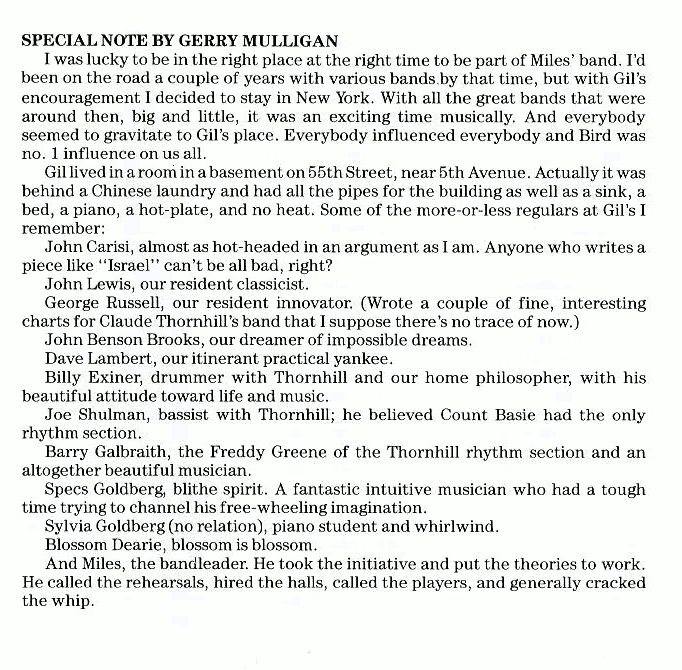 SPECIAL NOTE BY GERRY MULLIGAN
I was lucky to be in the right place at the right time to be part of Miles' band. I'd
been on the road a couple of years with various bands by that time, but with Gil's
encouragement I decided to stay in New York. With all the great bands that were
around then, big and little, it was an exciting time musically. And everybody
seemed to gravitate to Gil's place. Everybody influenced everybody and Bird was
no. 1 influence on us all.
Gil lived in a room in a basement on 55th Street, near 5th Avenue. Actually it was
behind a Chinese laundry and had all the pipes for the building as well as a sink, a
bed, a piano, a hot-plate, and no heat. Some of the more-or-less regulars at Gil's I
remember:
John Carisi, almost as hot-headed in an argument as I am. Anyone who writes a
piece like "Israel" can't be all bad, right?
John Lewis, our resident classicist.
George Russell, our resident innovator. (Wrote a couple of fine, interesting
charts for Claude Thornhill's band that I suppose there's no trace of now.)
John Benson Brooks, our dreamer of impossible dreams.
Dave Lambert, our itinerant practical yankee.
Billy Exiner, drummer with Thornhill and our home philosopher, with his
beautiful attitude toward life and music.
Joe Shulman, bassist with Thornhill; he believed Count Basie had the only
rhythm section.
Barry Galbraith, the Freddy Greene of the Thornhill rhythm section and an
altogether beautiful musician.
Specs Goldberg, blithe spirit. A fantastic intuitive musician who had a tough
time trying to channel his free-wheeling imagination.
Sylvia Goldberg (no relation), piano student and whirlwind.
Blossom Dearie, blossom is blossom.
And Miles, the bandleader. He took the initiative and put the theories to work.
He called the rehearsals, hired the halls, called the players, and generally cracked
the whip.